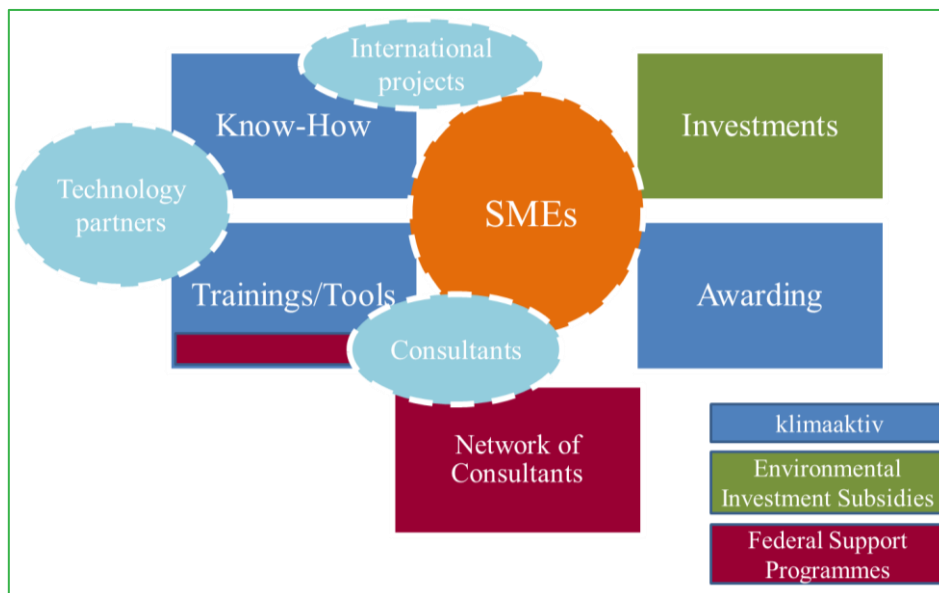 International
projects
Know-How
Investments
Technology
partners
SMEs
Trainings/Tools
Awarding
Consultants
Network of
Consultants
klimaaktiv
Environmental
Investment Subsidies
Federal Support
Programmes